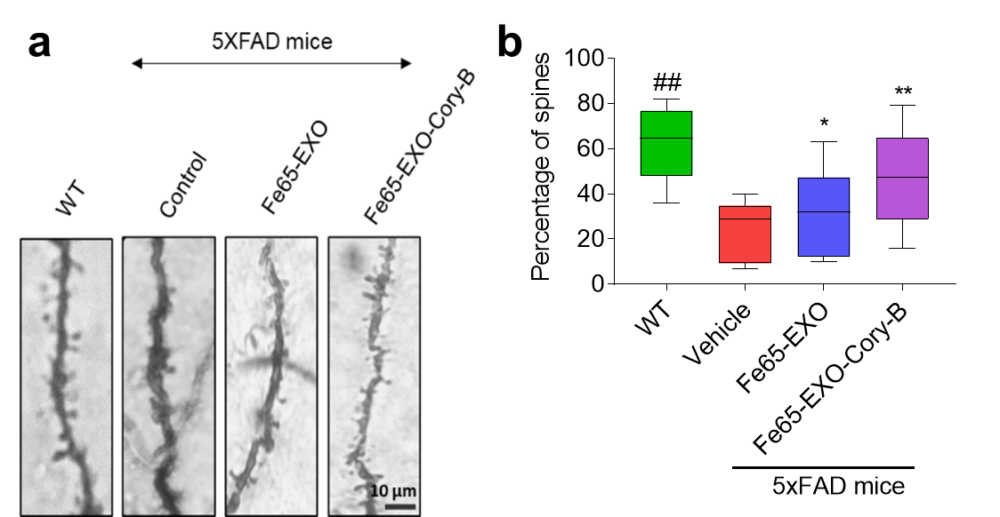 a
5XFAD mice
WT
Control
Fe65-EXO
Fe65-EXO-Cory-B
10 µm
b
Percentage of spines
100
80
60
40
20
0
##
*
**
WT
Vehicle
Fe65-EXO
Fe65-EXO-Cory-B
5xFAD mice